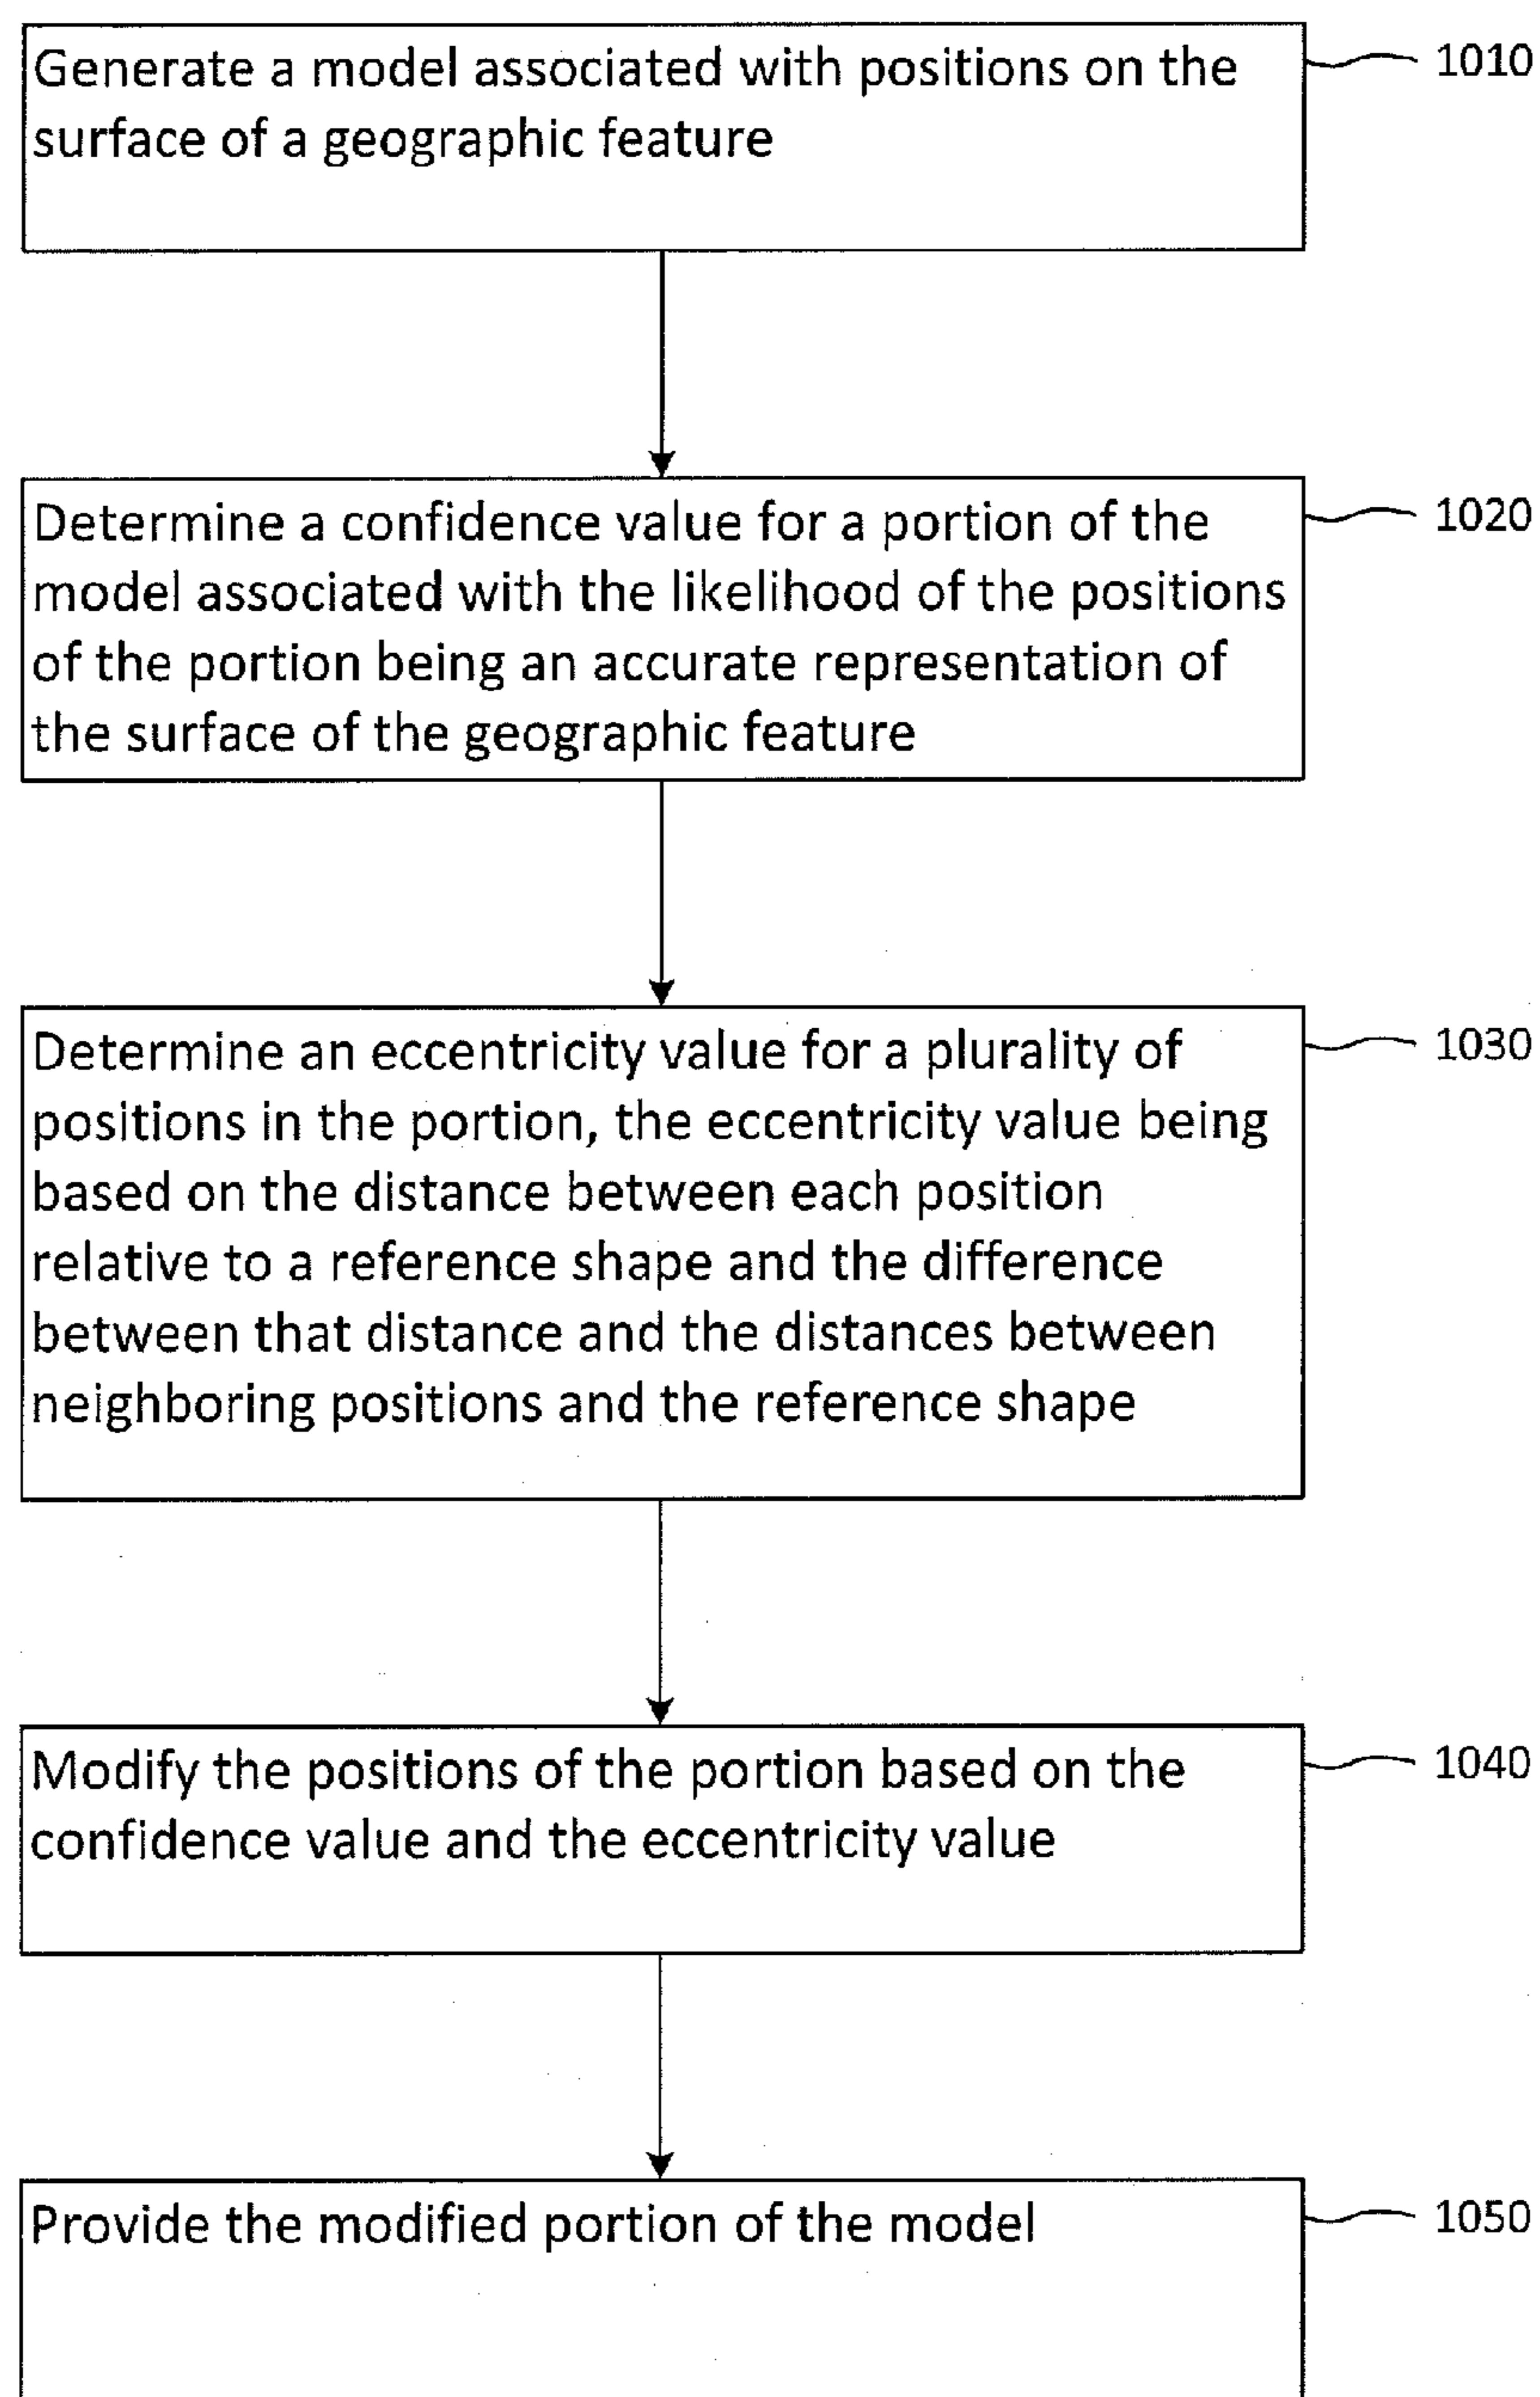 Generate a model associated with positions on the
surface of a geographic feature
1010
Determine a confidence value for a portion of the
model associated with the likelihood of the positions
of the portion being an accurate representation of
the surface of the geographic feature
1020
Determine an eccentricity value for a plurality of
positions in the portion, the eccentricity value being
based on the distance between each position
relative to a reference shape and the difference
between that distance and the distances between
neighboring positions and the reference shape
1030
Modify the positions of the portion based on the
confidence value and the eccentricity value
1040
Provide the modified portion of the model
1050